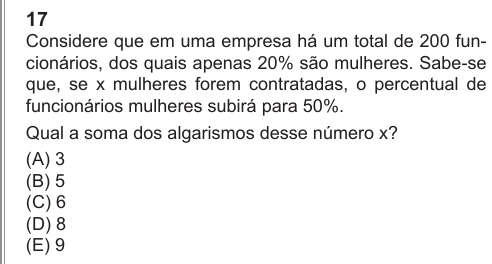 17
Considere que em uma empresa há um total de 200 fun-
cionários, dos quais apenas 20% são mulheres. Sabe-se
que, se x mulheres forem contratadas, o percentual de
funcionários mulheres subirá para 50%.
Qual a soma dos algarismos desse número x?
(A) 3
(B) 5
(C) 6
(D) 8
(E) 9